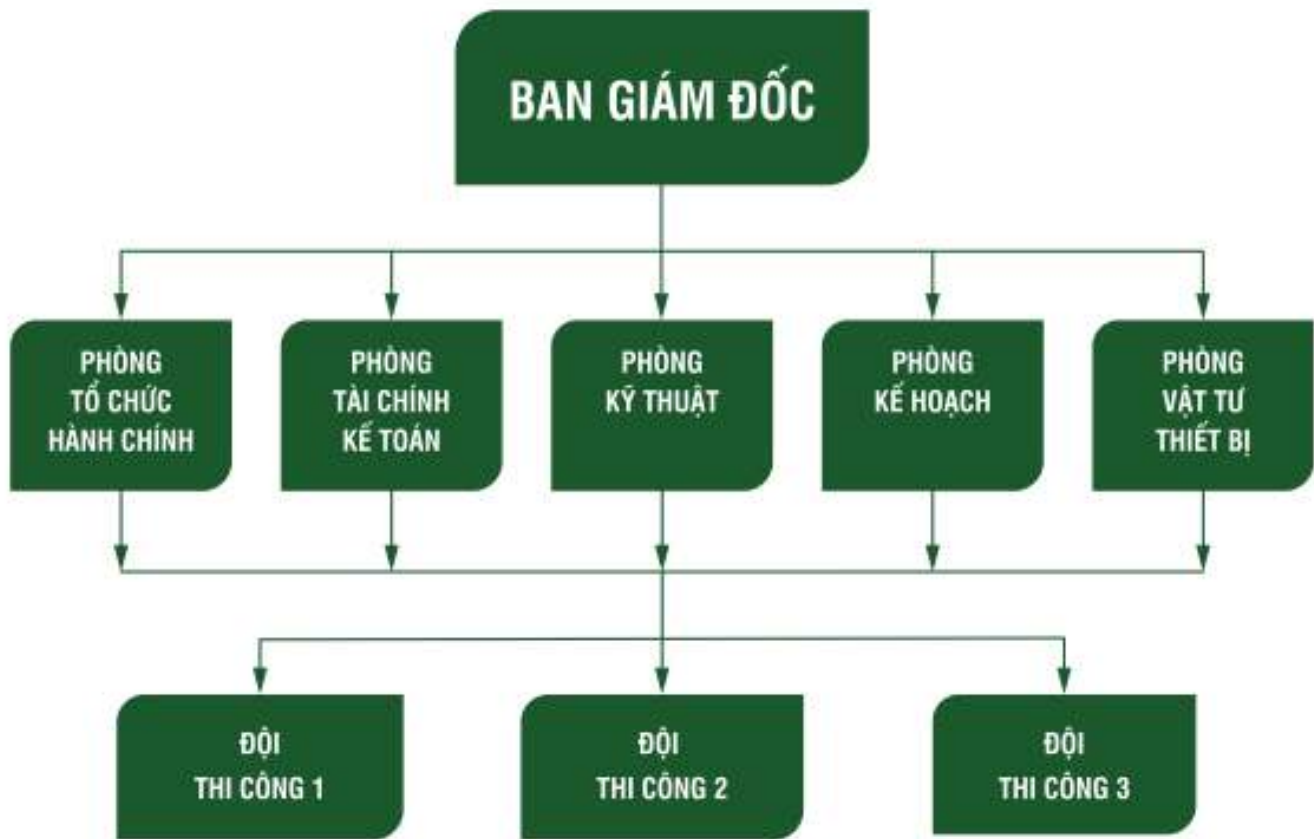 BAN GIÁM ĐỐC
PHÒNG
TỔ CHỨC
HÀNH CHÍNH
PHÒNG
TÀI CHÍNH
KẾ TOÁN
PHÒNG
KỸ THUẬT
PHÒNG
KẾ HOẠCH
PHÒNG
VẬT TƯ
THIẾT BỊ
ĐỘI
THI CÔNG 1
ĐỘI
THI CÔNG 2
ĐỘI
THI CÔNG 3